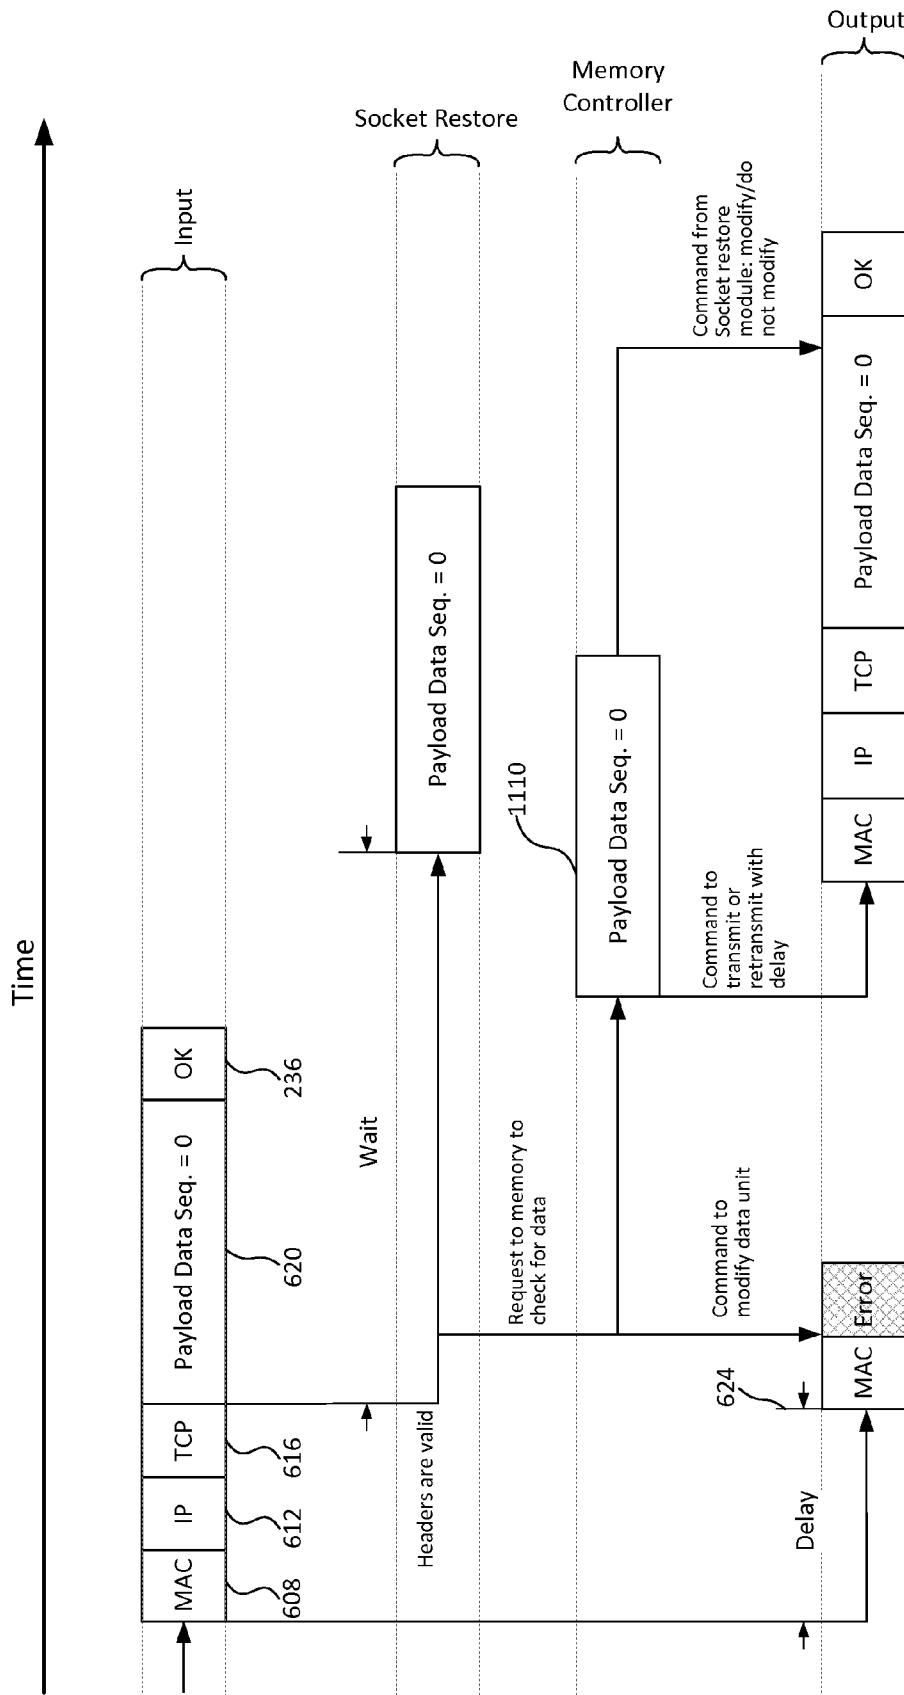 Time
Input
MAC
IP
TCP
Payload Data Seq. = 0
OK
608
612
616
620
236
Socket Restore
Wait
Headers are valid
Payload Data Seq. = 0
Memory
Controller
Request to memory to
check for data
1110
Payload Data Seq. = 0
Command to
modify data unit
Command to
transmit or
retransmit with
delay
Command from
Socket restore
module: modify/do
not modify
Output
Delay
624
MAC
Error
MAC
IP
TCP
Payload Data Seq. = 0
OK